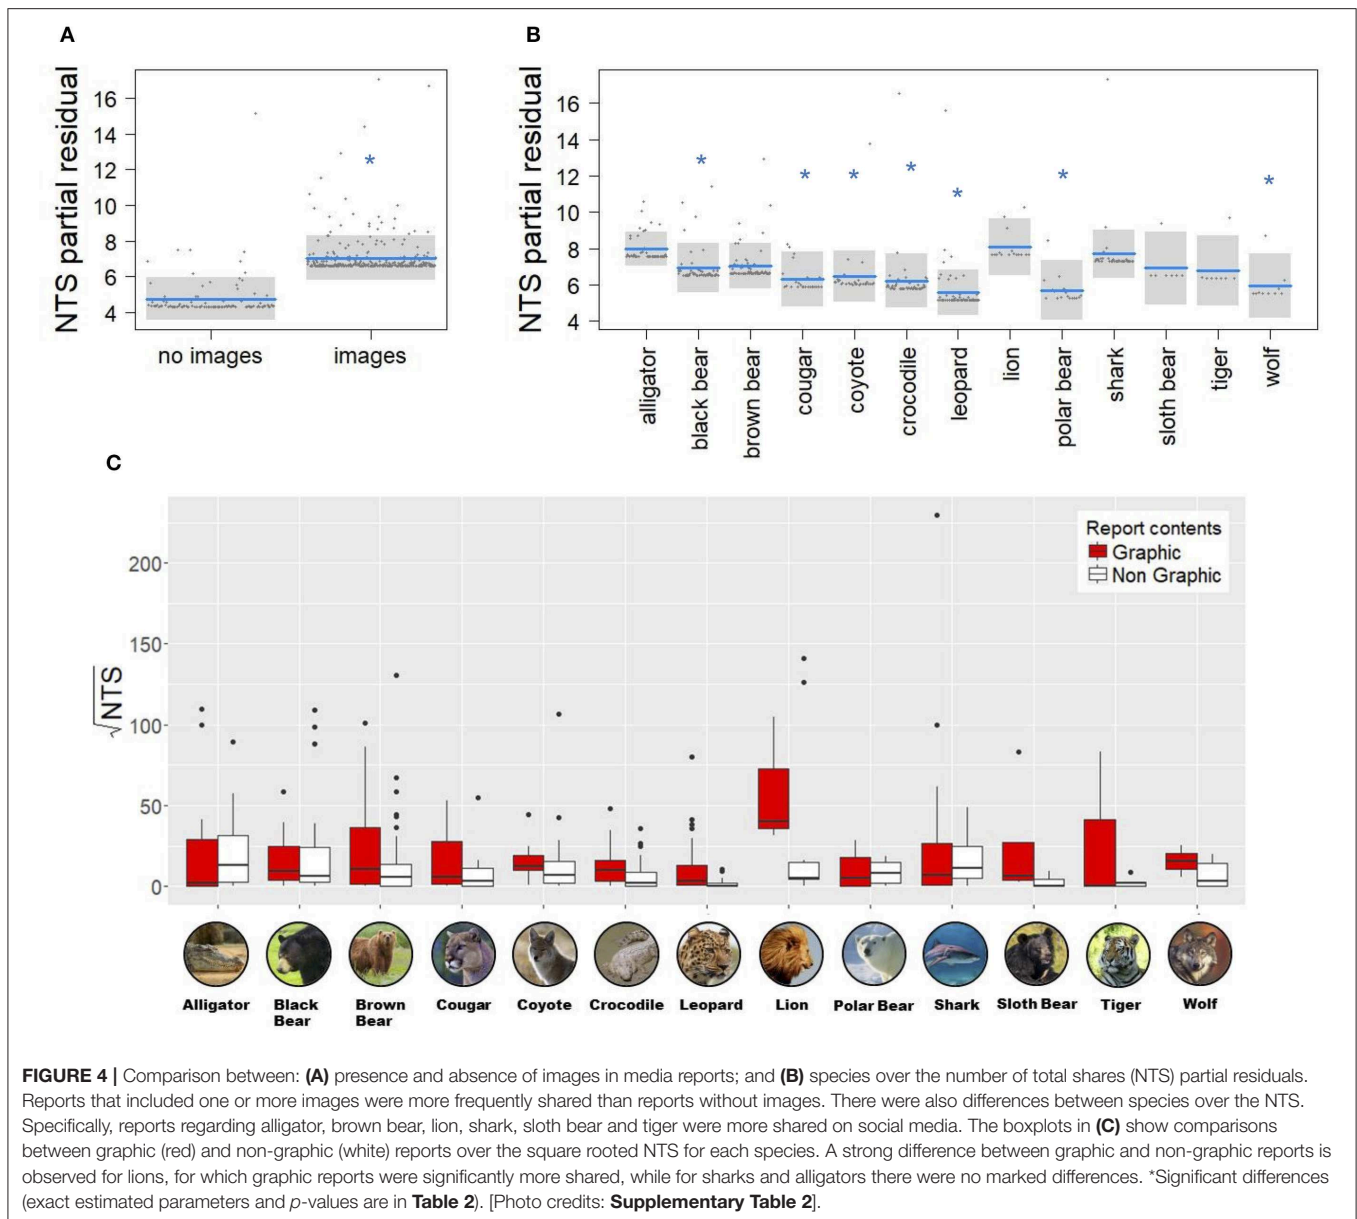 A
B
NTS partial residual
16
14
12
10
8
6
4
no images
images
*
NTS partial residual
16
14
12
10
8
6
4
*
*
*
*
*
*
*
alligator
black bear
brown bear
cougar
coyote
crocodile
leopard
lion
polar bear
shark
sloth bear
tiger
wolf
C
√NTS
200
150
100
50
0
Report contents
Graphic
Non Graphic
Alligator
Black
Bear
Brown
Bear
Cougar
Coyote
Crocodile
Leopard
Lion
Polar Bear
Shark
Sloth Bear
Tiger
Wolf
FIGURE 4 | Comparison between: (A) presence and absence of images in media reports; and (B) species over the number of total shares (NTS) partial residuals.
Reports that included one or more images were more frequently shared than reports without images. There were also differences between species over the NTS.
Specifically, reports regarding alligator, brown bear, lion, shark, sloth bear and tiger were more shared on social media. The boxplots in (C) show comparisons
between graphic (red) and non-graphic (white) reports over the square rooted NTS for each species. A strong difference between graphic and non-graphic reports is
observed for lions, for which graphic reports were significantly more shared, while for sharks and alligators there were no marked differences. *Significant differences
(exact estimated parameters and p-values are in Table 2). [Photo credits: Supplementary Table 2].